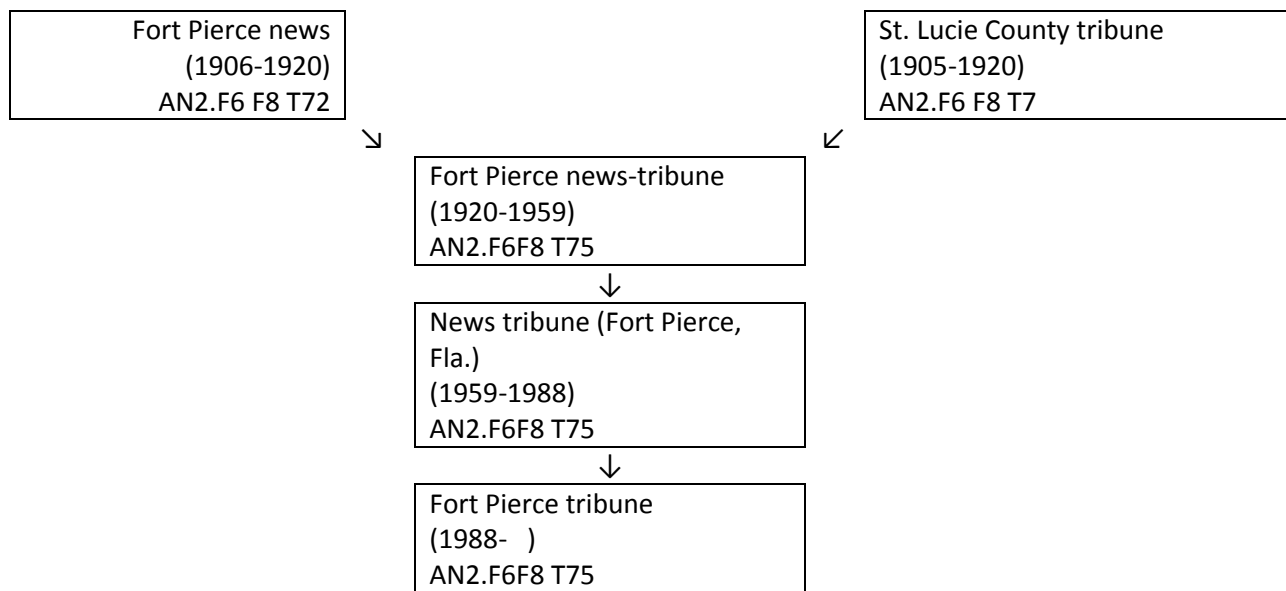 Fort Pierce news
(1906-1920)
AN2.F6 F8 T72
St. Lucie County tribune
(1905-1920)
AN2.F6 F8 T7
Fort Pierce news-tribune
(1920-1959)
AN2.F6F8 T75
News tribune (Fort Pierce,
Fla.)
(1959-1988)
AN2.F6F8 T75
Fort Pierce tribune
(1988-   )
AN2.F6F8 T75